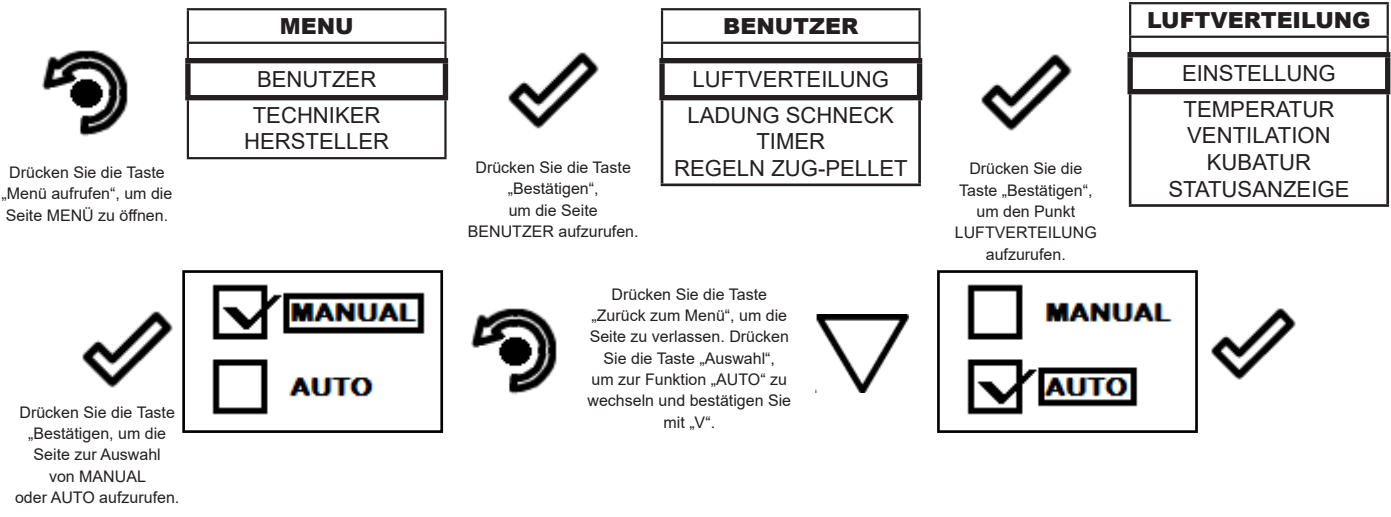 MENU
BENUTZER
TECHNIKER
HERSTELLER
Drücken Sie die Taste
„Menü aufrufen“, um die
Seite MENÜ zu öffnen.
BENUTZER
LUFTVERTEILUNG
LADUNG SCHNECK
TIMER
REGELN ZUG-PELLET
Drücken Sie die Taste
„Bestätigen“,
um die Seite
BENUTZER aufzurufen.
LUFTVERTEILUNG
EINSTELLUNG
TEMPERATUR
VENTILATION
KUBATUR
STATUSANZEIGE
Drücken Sie die
Taste „Bestätigen“,
um den Punkt
LUFTVERTEILUNG
aufzurufen.
MANUAL
AUTO
Drücken Sie die Taste
„Bestätigen, um die
Seite zur Auswahl
von MANUAL
oder AUTO aufzurufen.
Drücken Sie die Taste
„Zurück zum Menü“, um die
Seite zu verlassen. Drücken
Sie die Taste „Auswahl“,
um zur Funktion „AUTO“ zu
wechseln und bestätigen Sie
mit „V“.
MANUAL
AUTO